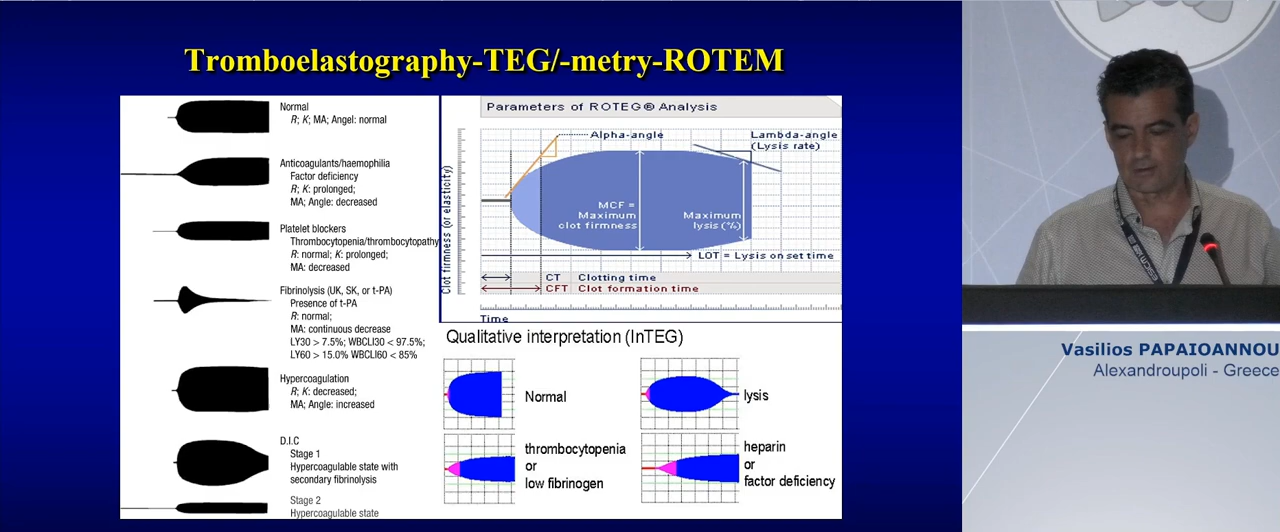 Tromboelastography-TEG/-metry-ROTEM
Normal
R; K; MA; Angel: normal
Anticoagulants/haemophilia
Factor deficiency
R; K: prolonged;
MA; Angle: decreased
Platelet blockers
Thrombocytopenia/thrombocytopathy
R: normal; K: prolonged;
MA: decreased
Fibrinolysis (UK, SK, or t-PA)
Presence of t-PA
R: normal;
MA: continuous decrease
LY30 > 7.5%; WBCLI30 < 97.5%;
LY60 > 15.0% WBCLI60 < 85%
Hypercoagulation
R; K: decreased;
MA; Angle: increased
D.I.C
Stage 1
Hypercoagulable state with
secondary fibrinolysis
Stage 2
Hypercoagulable state
Parameters of ROTEG® Analysis
Clot firmness (or elasticity)
Alpha-angle
Lambda-angle
(Lysis rate)
MCF =
Maximum
clot firmness
Maximum
lysis (%)
LOT = Lysis on set time
CT Clotting time
CFT Clot formation time
Time
Qualitative interpretation (InTEG)
Normal
lysis
thrombocytopenia
or
low fibrinogen
heparin
or
factor deficiency
Vasilios PAPAIOANNOU
Alexandroupoli - Greece